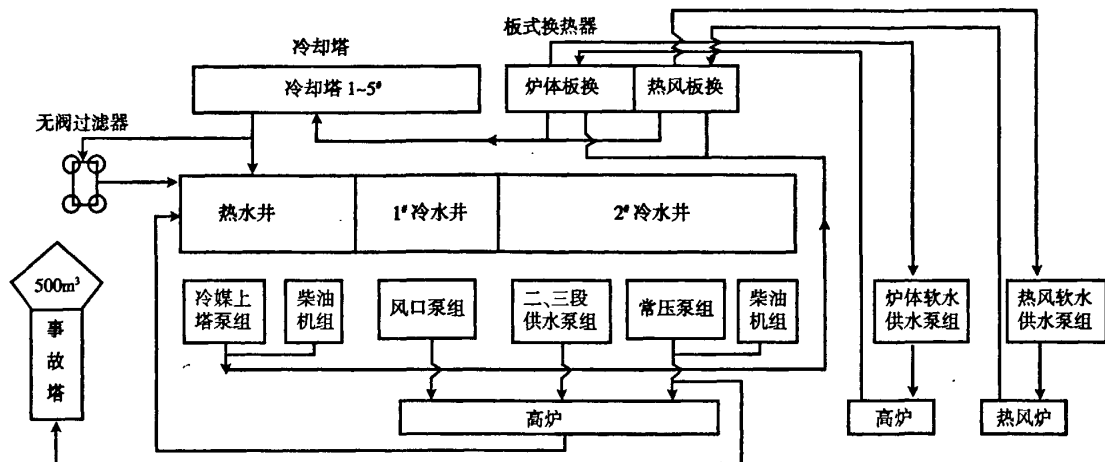 板式换热器
冷却塔
冷却塔 1~5#
炉体板换
热风板换
无阀过滤器
热水井
1#冷水井
2#冷水井
500m³
事
故
塔
冷媒上
塔泵组
柴油
机组
风口泵组
二、三段
供水泵组
常压泵组
柴油
机组
炉体软水
供水泵组
热风软水
供水泵组
高炉
高炉
热风炉